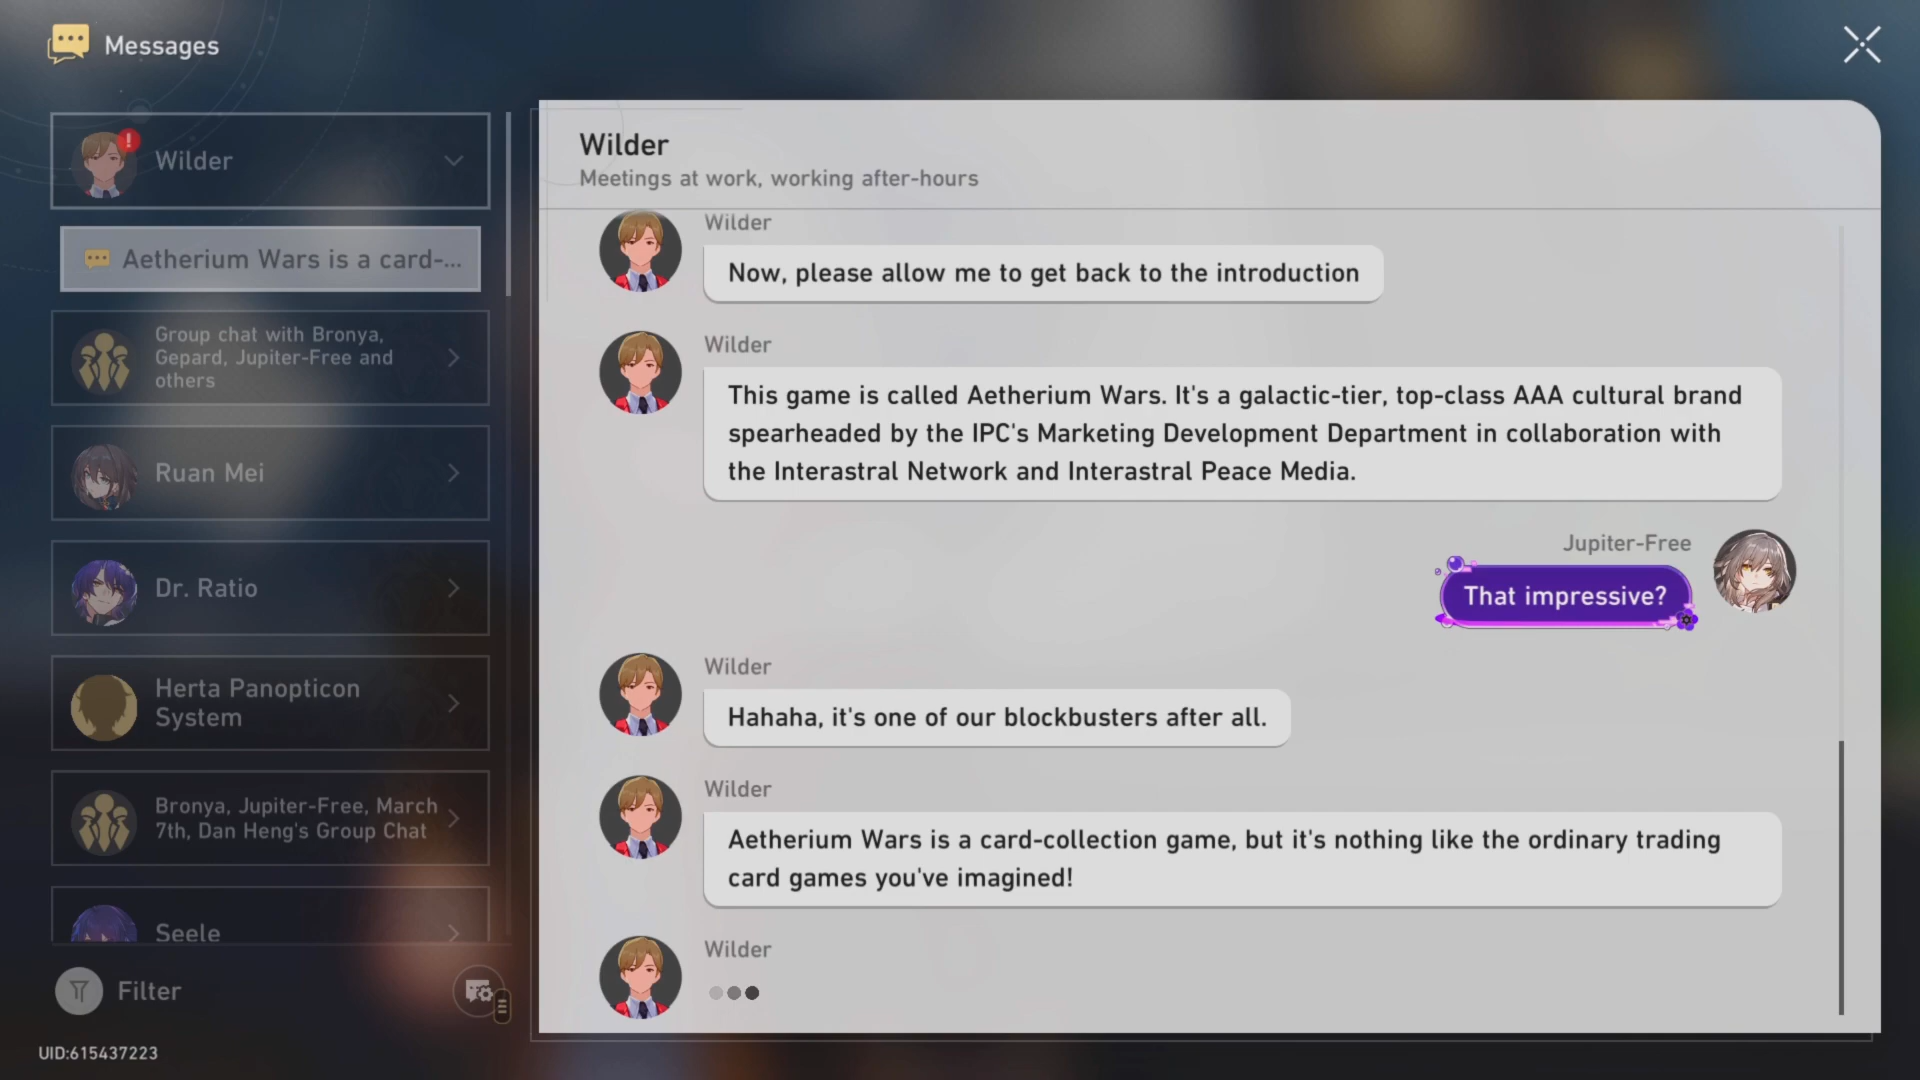 Messages
Wilder
Aetherium Wars is a card-...
Group chat with Bronya,
Gepard, Jupiter-Free and
others
Ruan Mei
Dr. Ratio
Herta Panopticon
System
Bronya, Jupiter-Free, March
7th, Dan Heng's Group Chat
Seele
Filter
UID:615437223
Wilder
Meetings at work, working after-hours
Wilder
Now, please allow me to get back to the introduction
Wilder
This game is called Aetherium Wars. It's a galactic-tier, top-class AAA cultural brand
spearheaded by the IPC's Marketing Development Department in collaboration with
the Interastral Network and Interastral Peace Media.
Jupiter-Free
That impressive?
Wilder
Hahaha, it's one of our blockbusters after all.
Wilder
Aetherium Wars is a card-collection game, but it's nothing like the ordinary trading
card games you've imagined!
Wilder